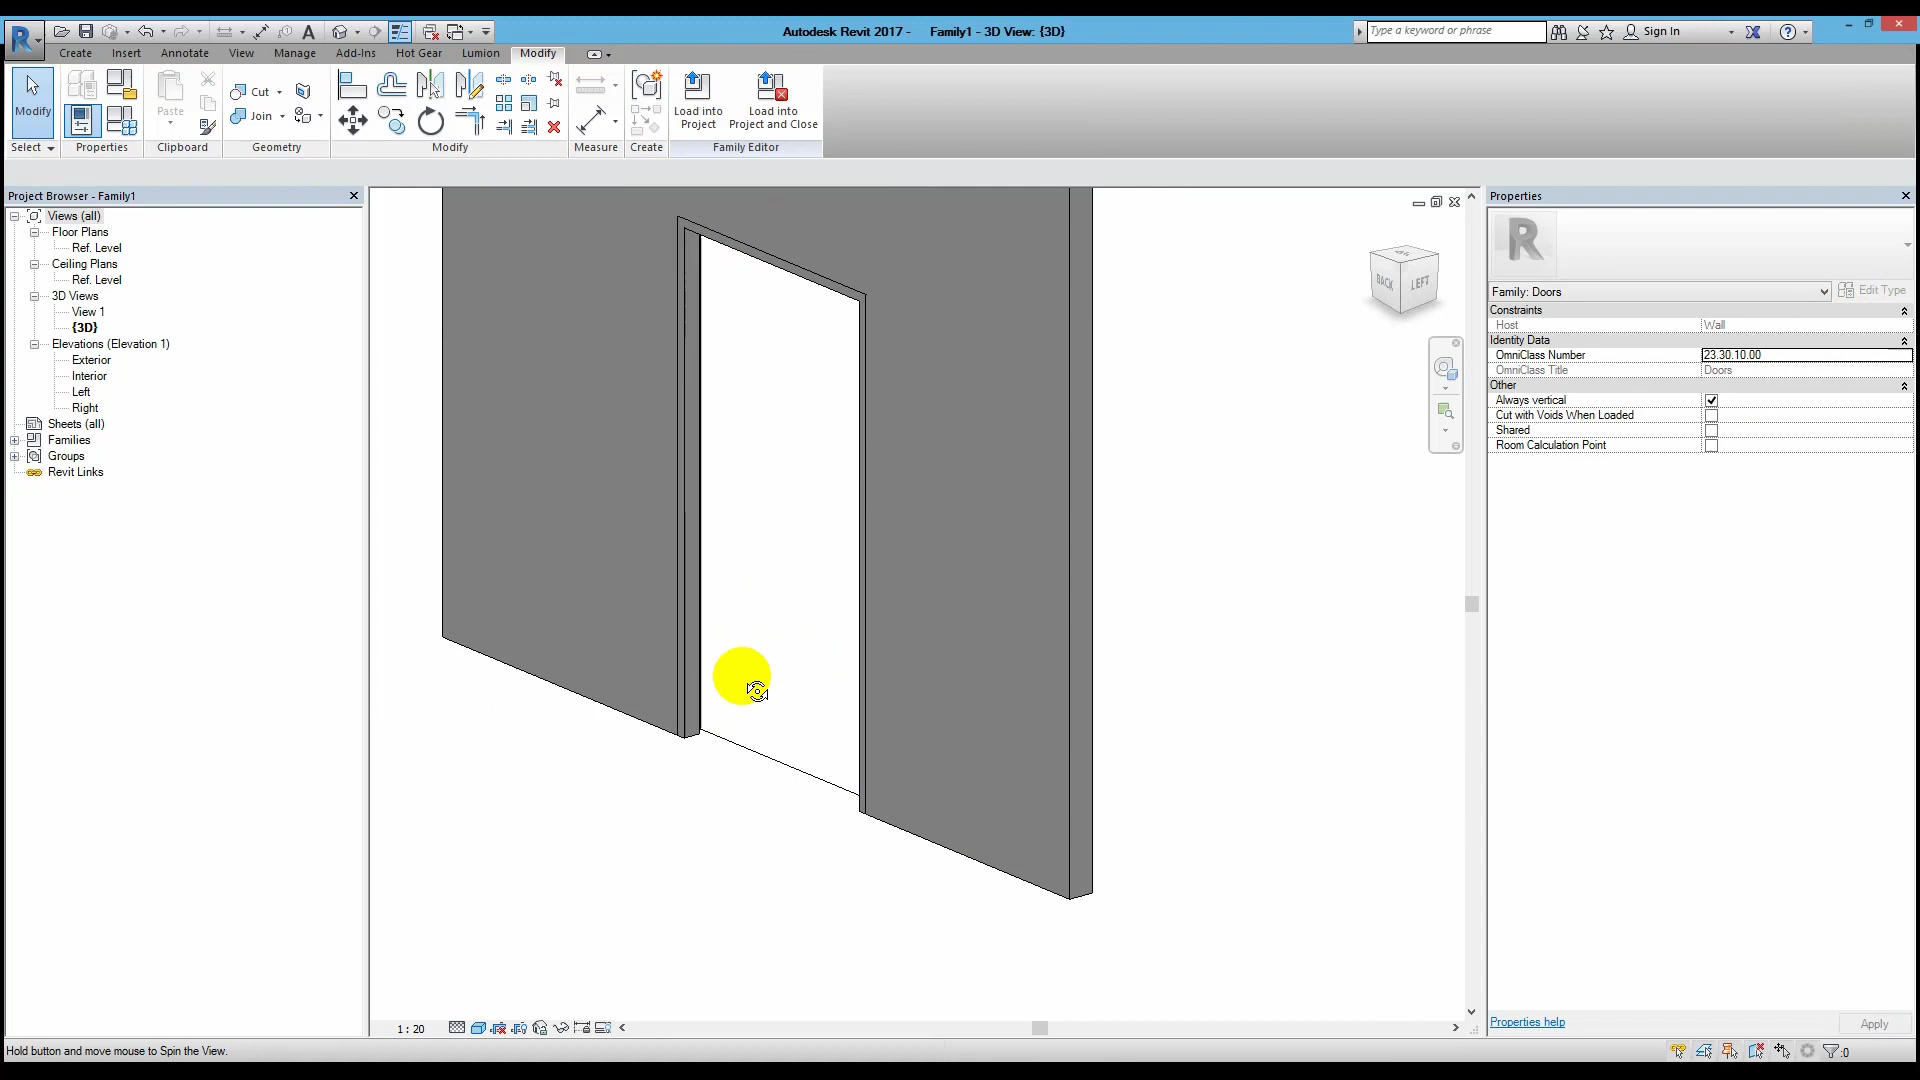 Autodesk Revit 2017 - Family1 - 3D View: {3D}
Type a keyword or phrase
Sign In
Create Insert Annotate View Manage Add-Ins Hot Gear Lumion Modify
Modify
Paste
Cut
Join
Load into
Project
Load into
Project and Close
Select Properties Clipboard Geometry Modify Measure Create Family Editor
Project Browser - Family1
Views (all)
Floor Plans
Ref. Level
Ceiling Plans
Ref. Level
3D Views
View 1
{3D}
Elevations (Elevation 1)
Exterior
Interior
Left
Right
Sheets (all)
Families
Groups
Revit Links
BACK LEFT
Properties
Family: Doors
Edit Type
Constraints
Host Wall
Identity Data
OmniClass Number 23.30.10.00
OmniClass Title Doors
Other
Always vertical
Cut with Voids When Loaded
Shared
Room Calculation Point
Properties help
Apply
1 : 20
Hold button and move mouse to Spin the View.
:0